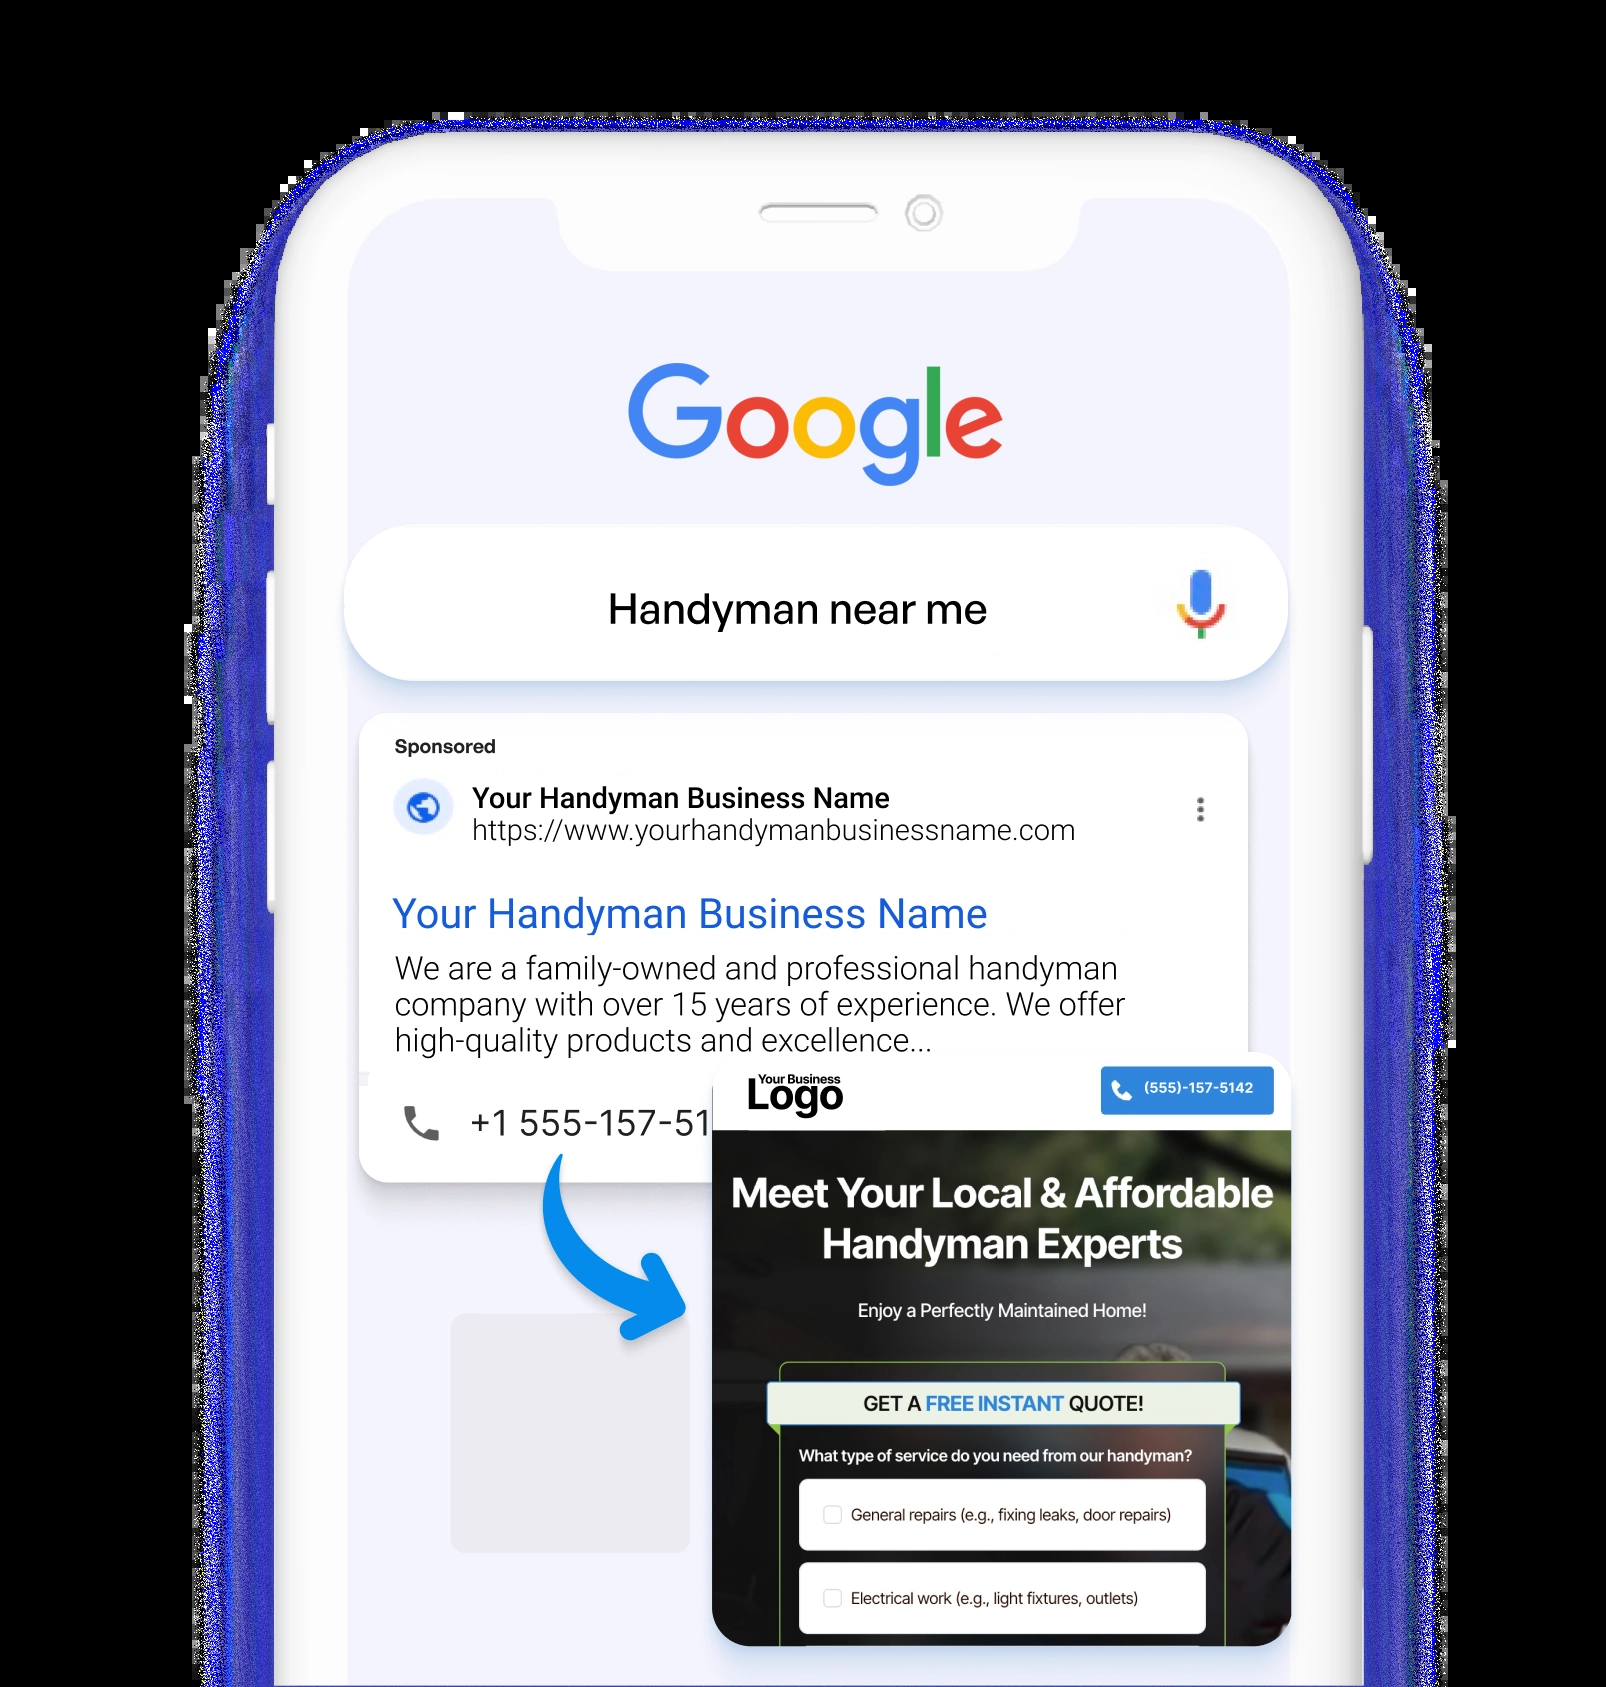 Google
Handyman near me
Sponsored
Your Handyman Business Name
https://www.yourhandymanbusinessname.com
Your Handyman Business Name
We are a family-owned and professional handyman
company with over 15 years of experience. We offer
high-quality products and excellence...
+1 555-157-51
Your Business
Logo
(555)-157-5142
Meet Your Local & Affordable
Handyman Experts
Enjoy a Perfectly Maintained Home!
GET A FREE INSTANT QUOTE!
What type of service do you need from our handyman?
General repairs (e.g., fixing leaks, door repairs)
Electrical work (e.g., light fixtures, outlets)